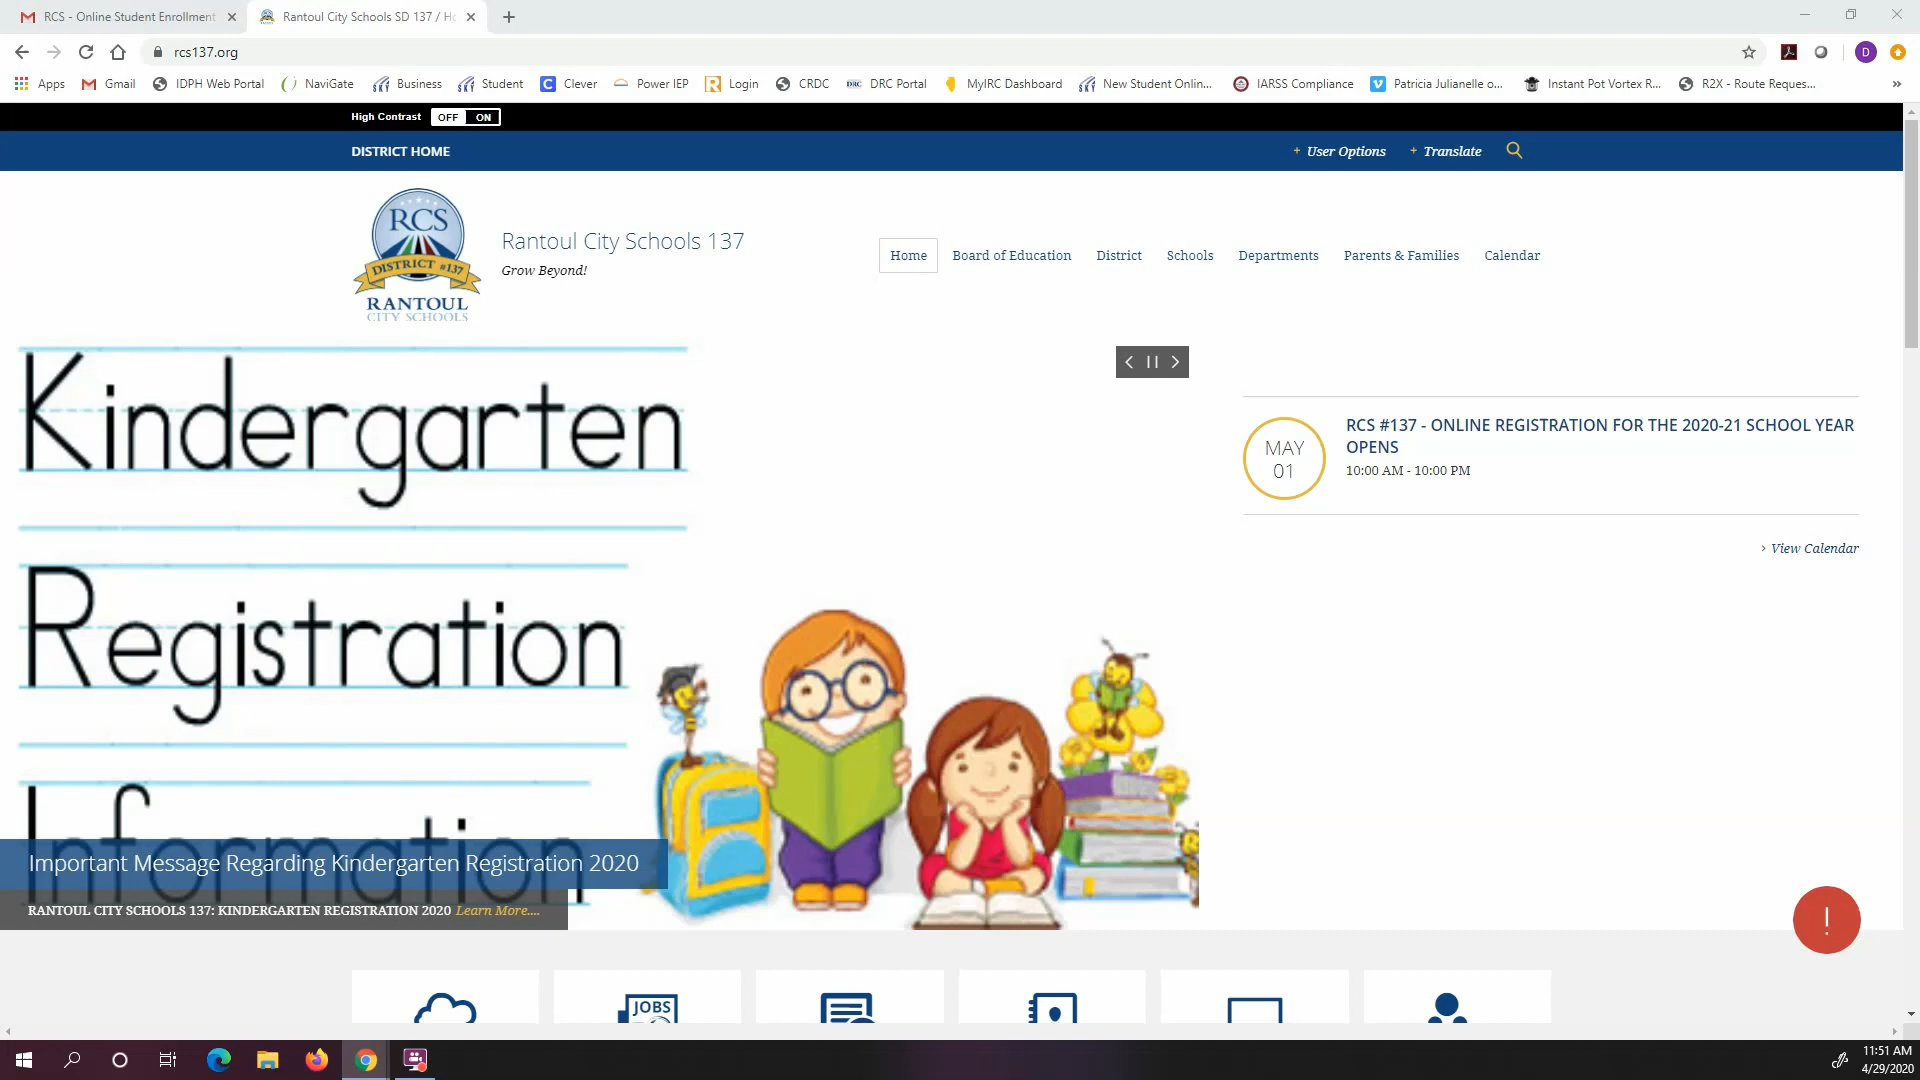 RCS - Online Student Enrollment
Rantoul City Schools SD 137 / Ho
rcs137.org
Apps
Gmail
IDPH Web Portal
NaviGate
Business
Student
Clever
Power IEP
Login
CRDC
DRC Portal
MyIRC Dashboard
New Student Onlin...
IARSS Compliance
Patricia Julianelle o...
Instant Pot Vortex R...
R2X - Route Reques...
»
High Contrast OFF ON
DISTRICT HOME
+ User Options
+ Translate
RCS
DISTRICT #137
RANTOUL
CITY SCHOOLS
Rantoul City Schools 137
Grow Beyond!
Home
Board of Education
District
Schools
Departments
Parents & Families
Calendar
Kindergarten
Registration
Information
Important Message Regarding Kindergarten Registration 2020
RANTOUL CITY SCHOOLS 137: KINDERGARTEN REGISTRATION 2020 Learn More....
MAY
01
RCS #137 - ONLINE REGISTRATION FOR THE 2020-21 SCHOOL YEAR
OPENS
10:00 AM - 10:00 PM
› View Calendar
!
JOBS
D
11:51 AM
4/29/2020